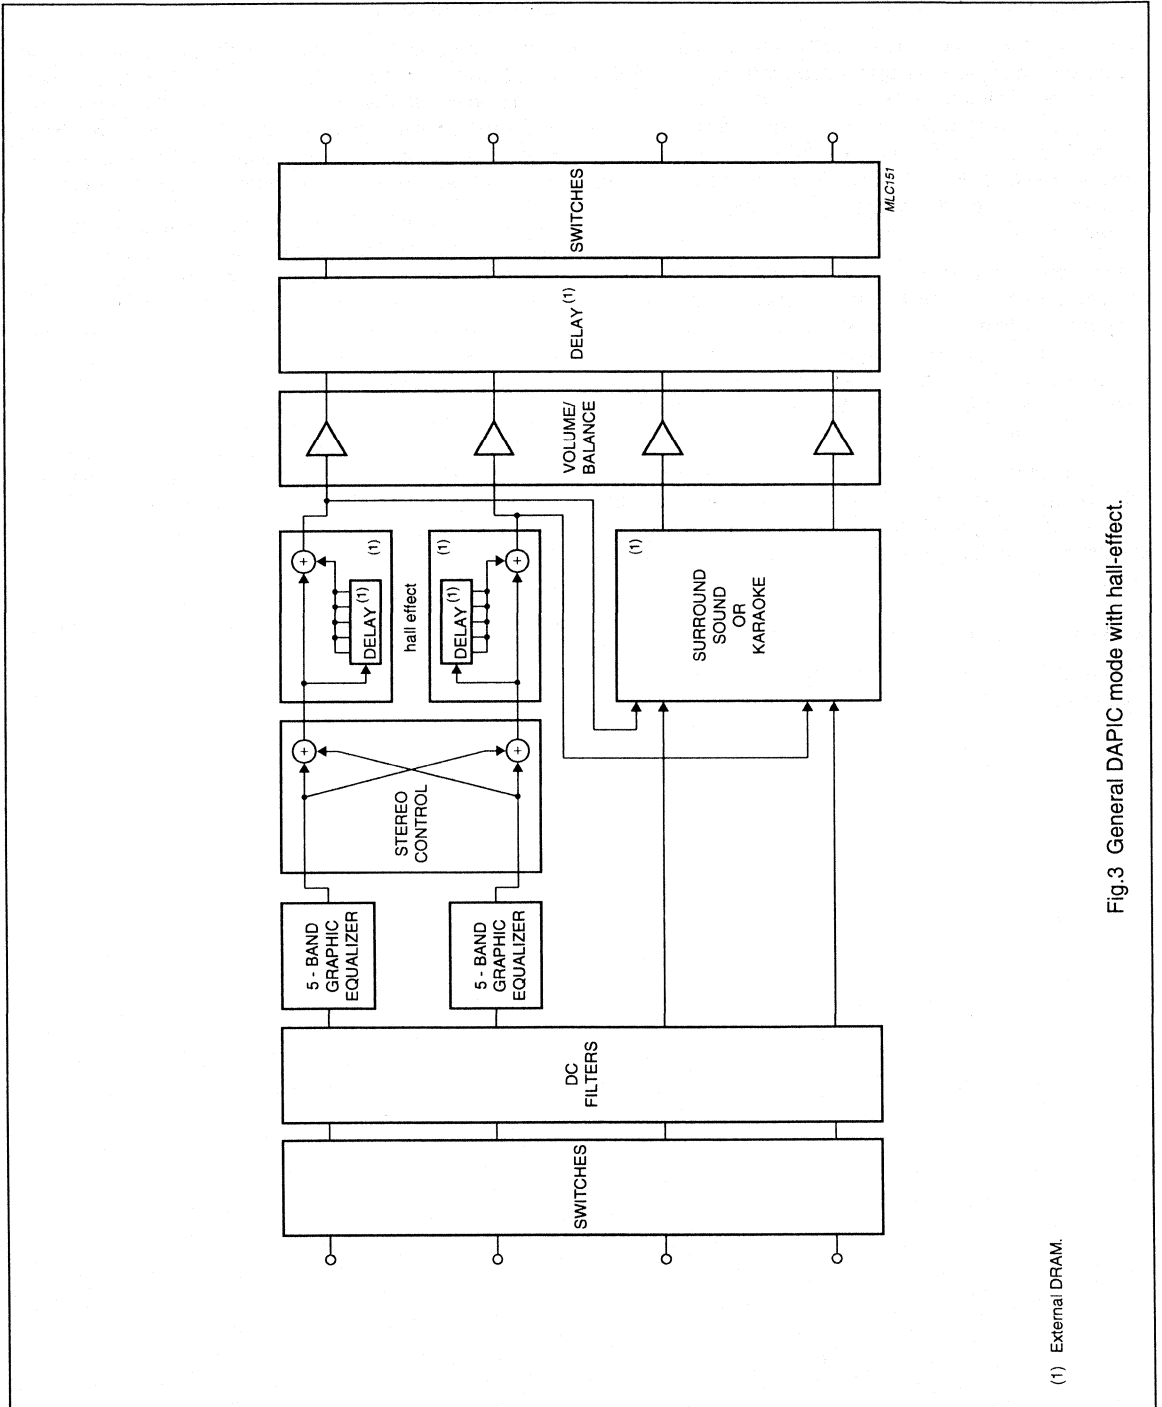 SWITCHES
DC
FILTERS
5 - BAND
GRAPHIC
EQUALIZER
5 - BAND
GRAPHIC
EQUALIZER
STEREO
CONTROL
+
+
DELAY (1)
+
(1)
hall effect
DELAY (1)
+
(1)
SURROUND
SOUND
OR
KARAOKE
(1)
VOLUME/
BALANCE
DELAY (1)
SWITCHES
MLC151
(1) External DRAM.
Fig.3 General DAPIC mode with hall-effect.